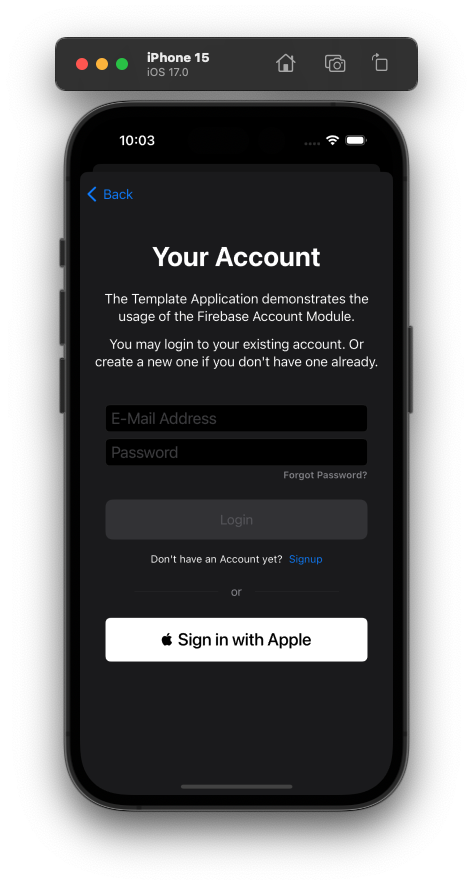 iPhone 15
iOS 17.0
10:03
Back
Your Account
The Template Application demonstrates the
usage of the Firebase Account Module.
You may login to your existing account. Or
create a new one if you don't have one already.
E-Mail Address
Password
Forgot Password?
Login
Don't have an Account yet? Signup
or
Sign in with Apple